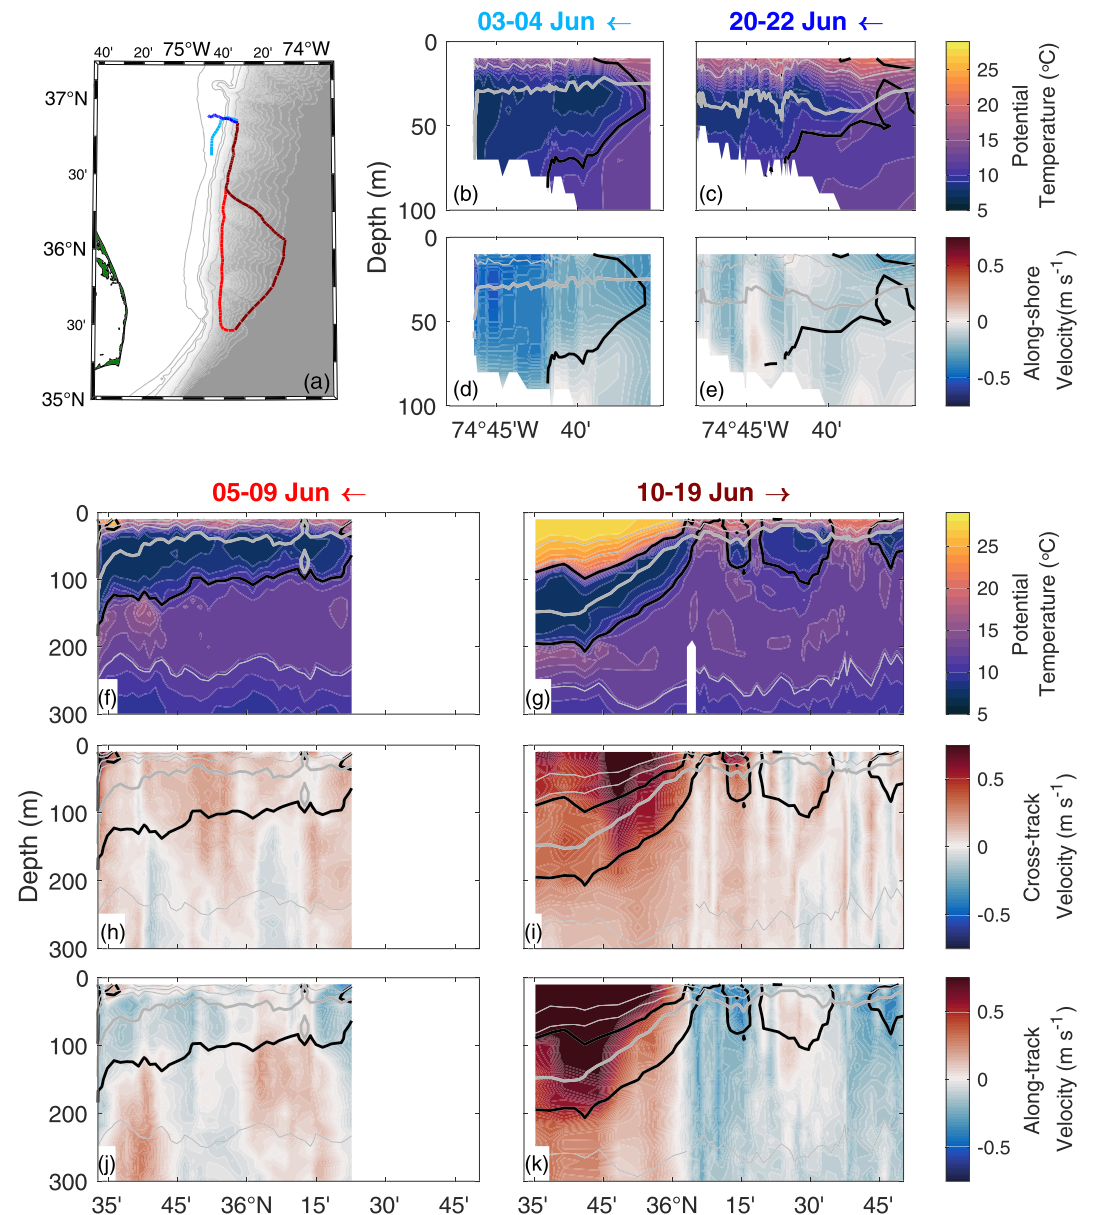 03-04 Jun ←
20-22 Jun ←
40' 20' 75°W 40' 20' 74°W
37°N
30'
36°N
30'
35°N
(a)
0
50
100
(b)
(c)
25
20
15
10
5
Potential
Temperature (°C)
Depth (m)
0
50
100
(d)
(e)
74°45'W 40'
74°45'W 40'
0.5
0
-0.5
Along-shore
Velocity(m s⁻¹)
05-09 Jun ←
10-19 Jun →
0
100
200
300
(f)
(g)
25
20
15
10
5
Potential
Temperature (°C)
Depth (m)
0
100
200
300
(h)
(i)
0.5
0
-0.5
Cross-track
Velocity (m s⁻¹)
0
100
200
300
(j)
(k)
0.5
0
-0.5
Along-track
Velocity (m s⁻¹)
35' 45' 36°N 15' 30' 45'
35' 45' 36°N 15' 30' 45'